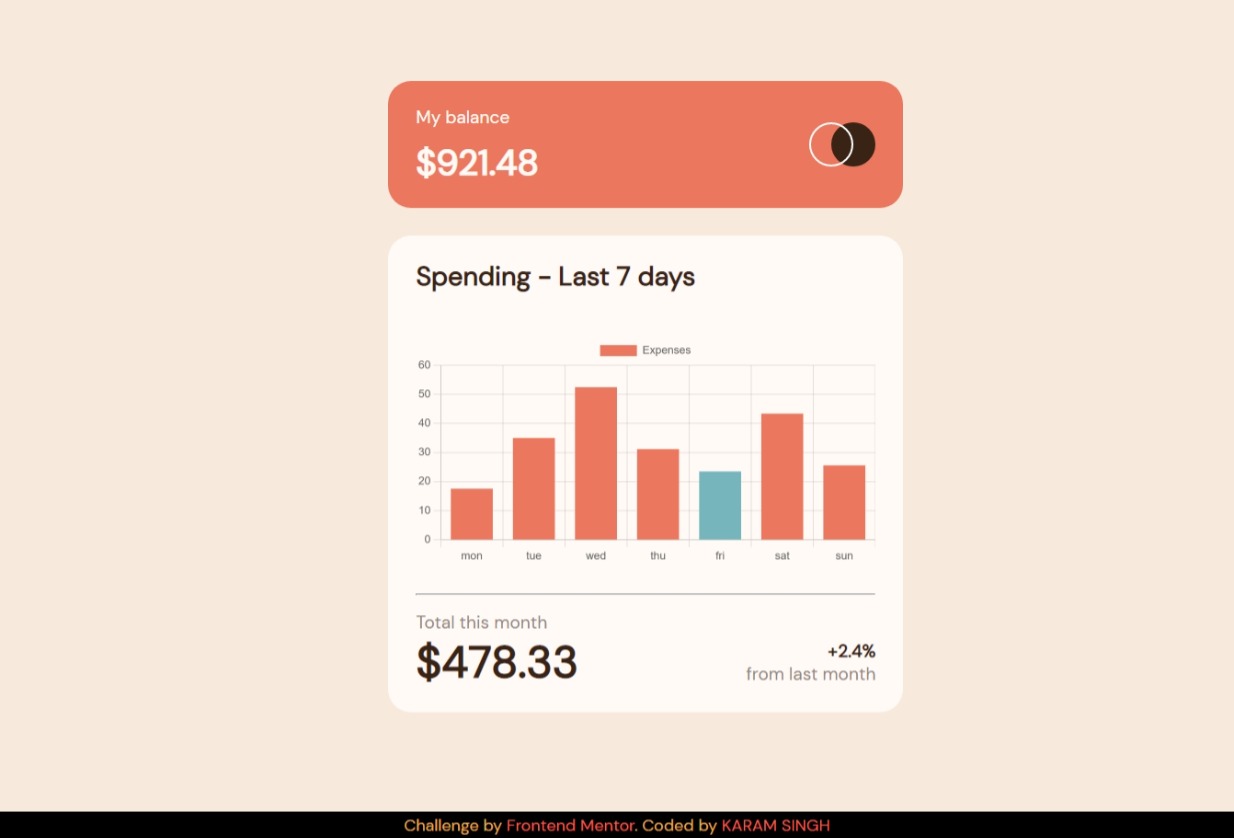 My balance
$921.48
Spending - Last 7 days
Expenses
60
50
40
30
20
10
0
mon tue wed thu fri sat sun
Total this month
$478.33
+2.4%
from last month
Challenge by Frontend Mentor. Coded by KARAM SINGH